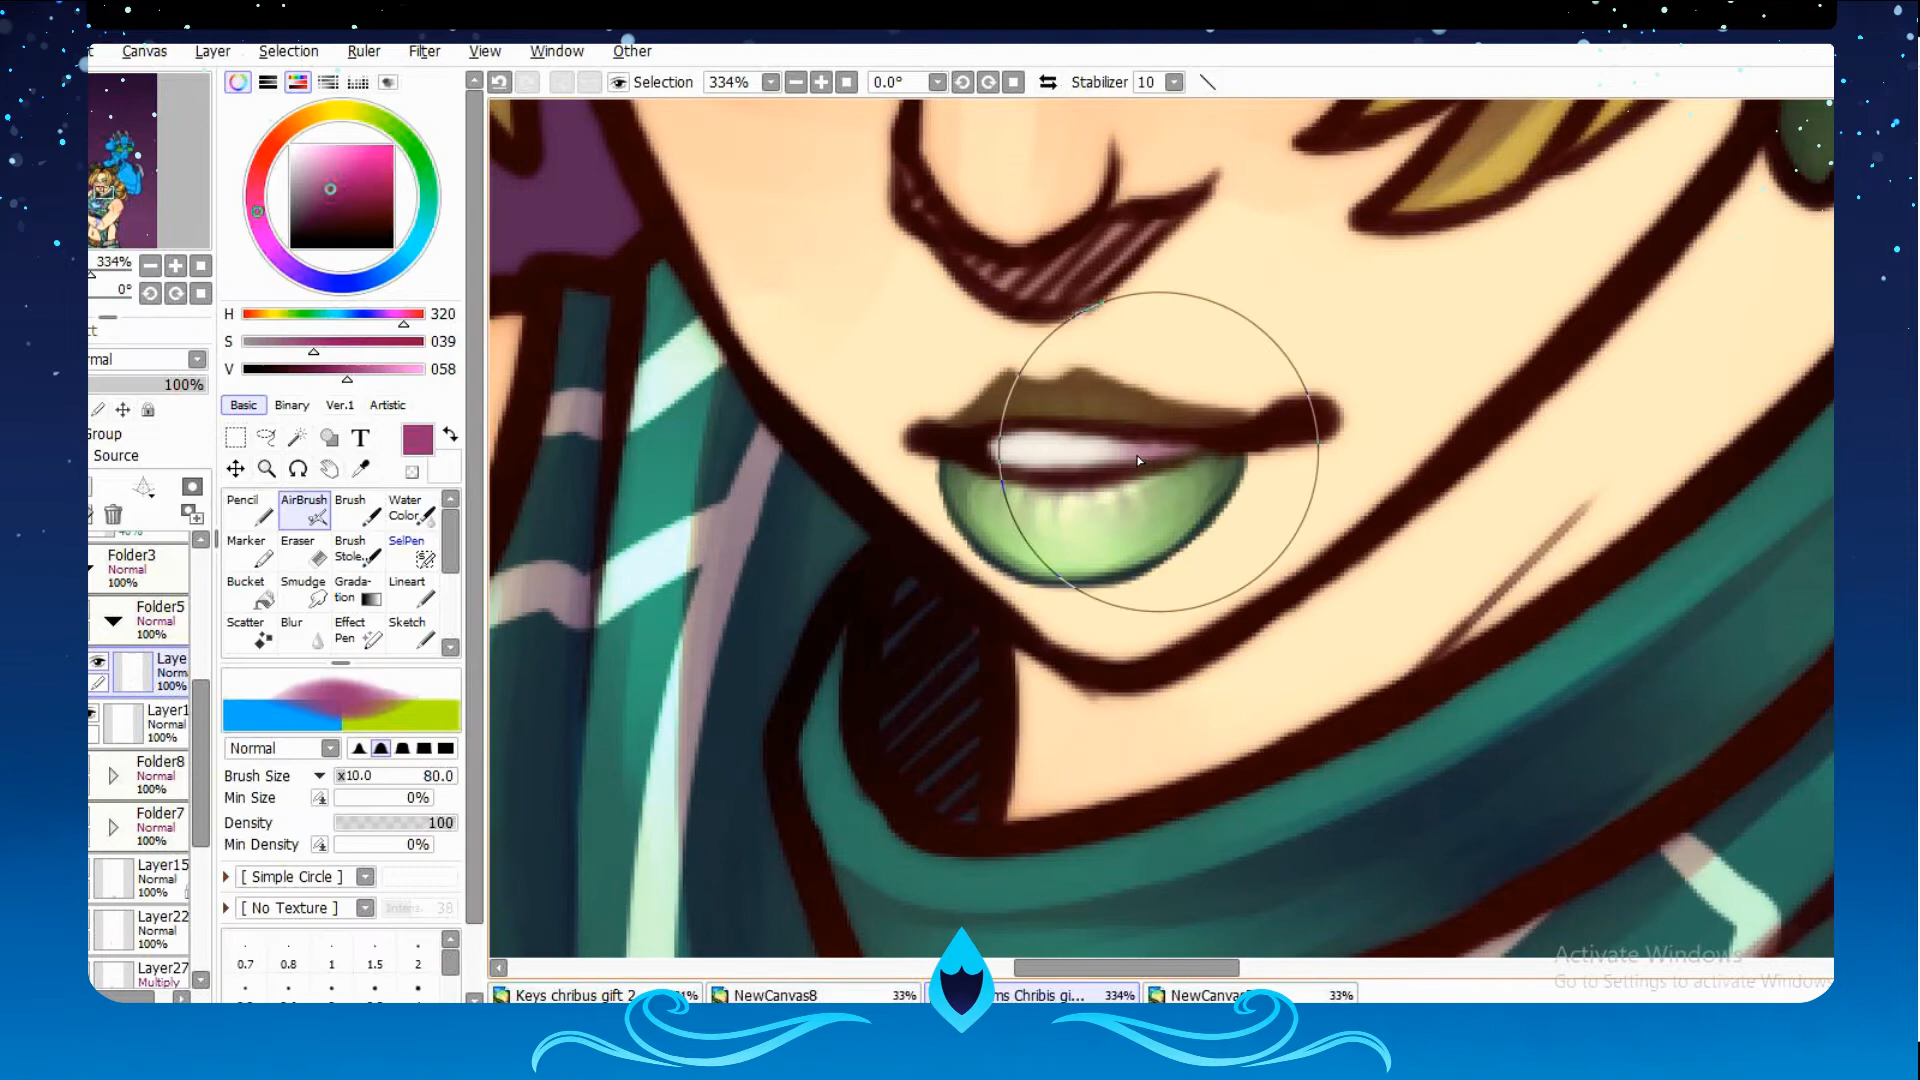 Canvas Layer Selection Ruler Filter View Window Other
Selection 334% 0.0° Stabilizer 10
334%
0°
H 320
S 039
V 058
100%
Basic Binary Ver.1 Artistic
Group
Source
T
Pencil AirBrush Brush Water Color
Marker Eraser Brush Stole.. SelPen
Bucket Smudge Grada-tion Lineart
Scatter Blur Effect Pen Sketch
Folder3
Normal
100%
Folder5
Normal
100%
Laye
Norm
100%
Layer1
Normal
100%
Folder8
Normal
100%
Folder7
Normal
100%
Layer15
Normal
100%
Layer22
Normal
100%
Layer27
Multiply
Normal
Brush Size x10.0 80.0
Min Size 0%
Density 100
Min Density 0%
[ Simple Circle ]
[ No Texture ] Intens. 38
0.7 0.8 1 1.5 2
Activate Windows
Go to Settings to activate Windows
Keys chribus gift 2
NewCanvas8 33%
ms Chribis gi... 334%
NewCanvas 33%